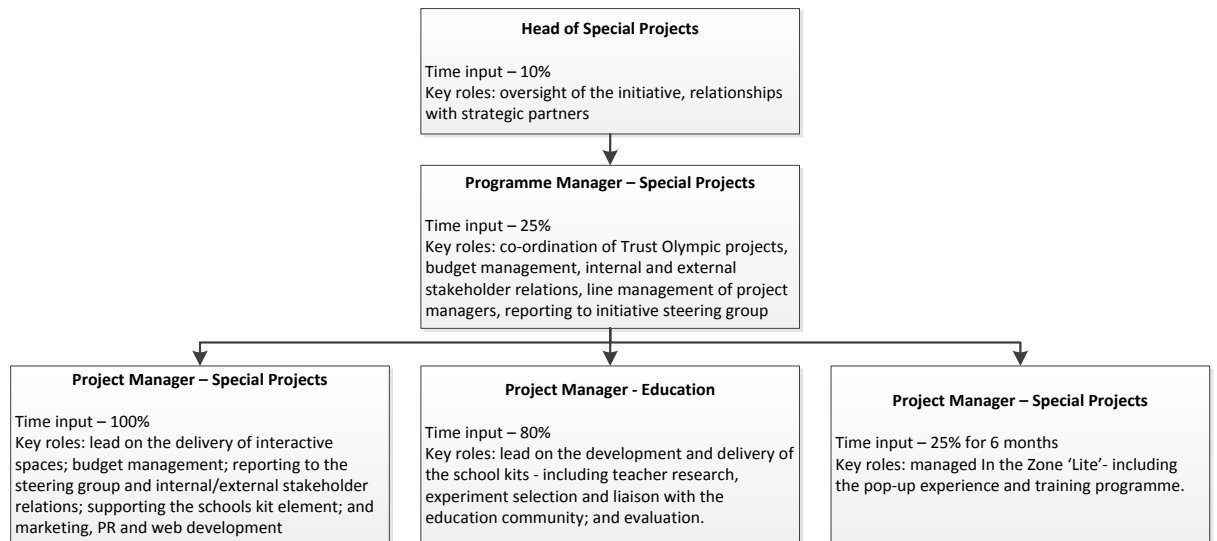 Head of Special Projects
Time input – 10%
Key roles: oversight of the initiative, relationships
with strategic partners
Programme Manager – Special Projects
Time input – 25%
Key roles: co-ordination of Trust Olympic projects,
budget management, internal and external
stakeholder relations, line management of project
managers, reporting to initiative steering group
Project Manager – Special Projects
Time input – 100%
Key roles: lead on the delivery of interactive
spaces; budget management; reporting to the
steering group and internal/external stakeholder
relations; supporting the schools kit element; and
marketing, PR and web development
Project Manager - Education
Time input – 80%
Key roles: lead on the development and delivery of
the school kits - including teacher research,
experiment selection and liaison with the
education community; and evaluation.
Project Manager – Special Projects
Time input – 25% for 6 months
Key roles: managed In the Zone ‘Lite’- including
the pop-up experience and training programme.